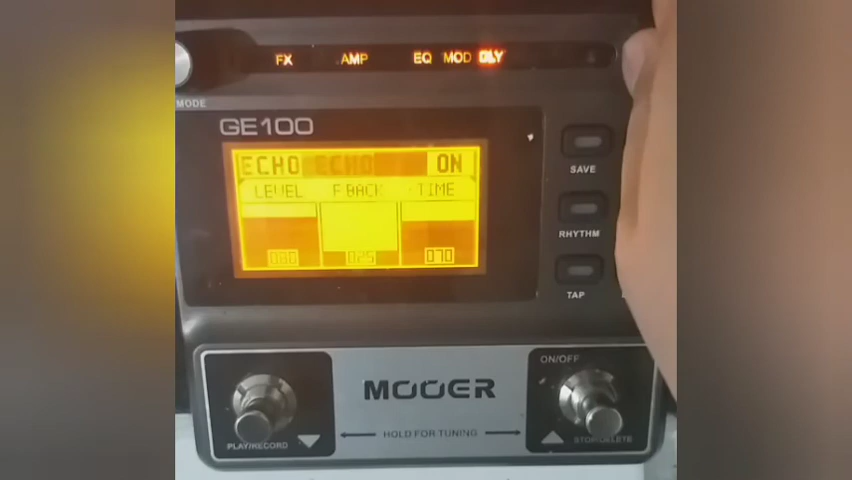 FX AMP EQ MOD DLY
MODE
GE100
ECHO ECHO ON
LEVEL F.BACK TIME
080 025 070
SAVE
RHYTHM
TAP
ON/OFF
MOOER
PLAY/RECORD
HOLD FOR TUNING
STOP/DELETE